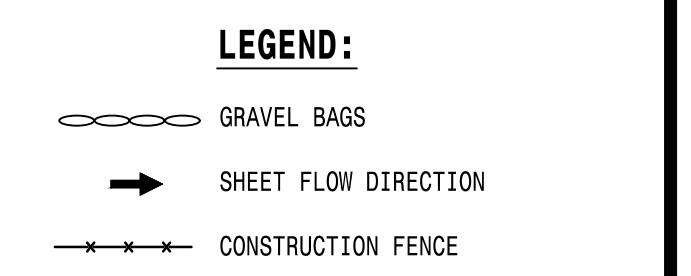 LEGEND:
GRAVEL BAGS
SHEET FLOW DIRECTION
CONSTRUCTION FENCE